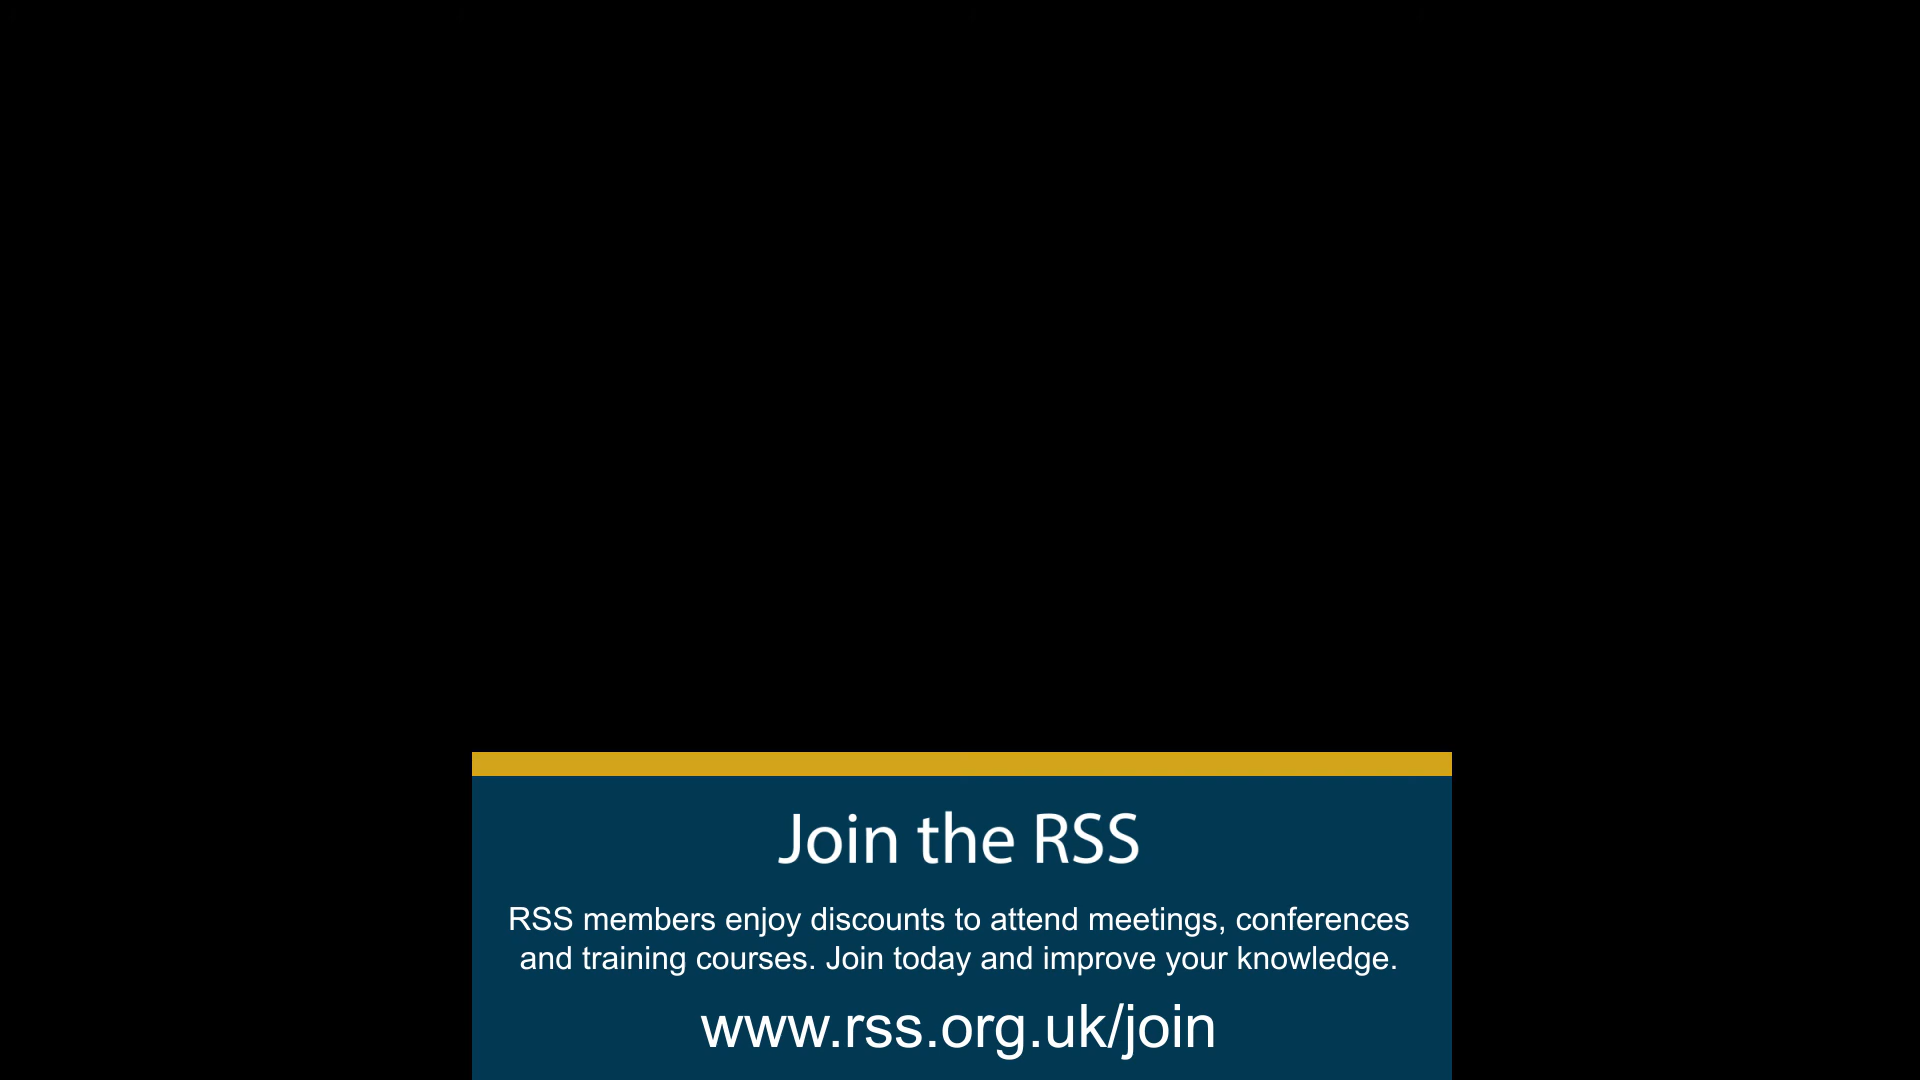 Join the RSS
RSS members enjoy discounts to attend meetings, conferences
and training courses. Join today and improve your knowledge.
www.rss.org.uk/join